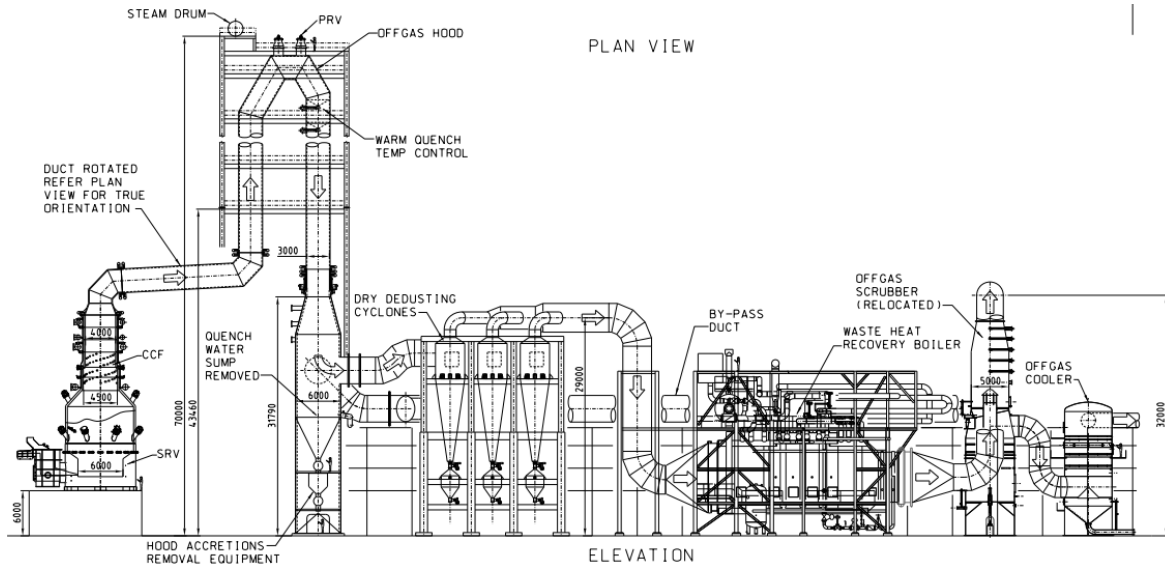 STEAM DRUM
PRV
OFFGAS HOOD
PLAN VIEW
WARM QUENCH
TEMP CONTROL
DUCT ROTATED
REFER PLAN
VIEW FOR TRUE
ORIENTATION
3000
DRY DEDUSTING
CYCLONES
OFFGAS
SCRUBBER
(RELOCATED)
BY-PASS
DUCT
WASTE HEAT
RECOVERY BOILER
4000
CCF
QUENCH
WATER
SUMP
REMOVED
OFFGAS
COOLER
4900
70000
43460
31790
6000
29000
5000
32000
SRV
6000
6000
HOOD ACCRETIONS
REMOVAL EQUIPMENT
ELEVATION